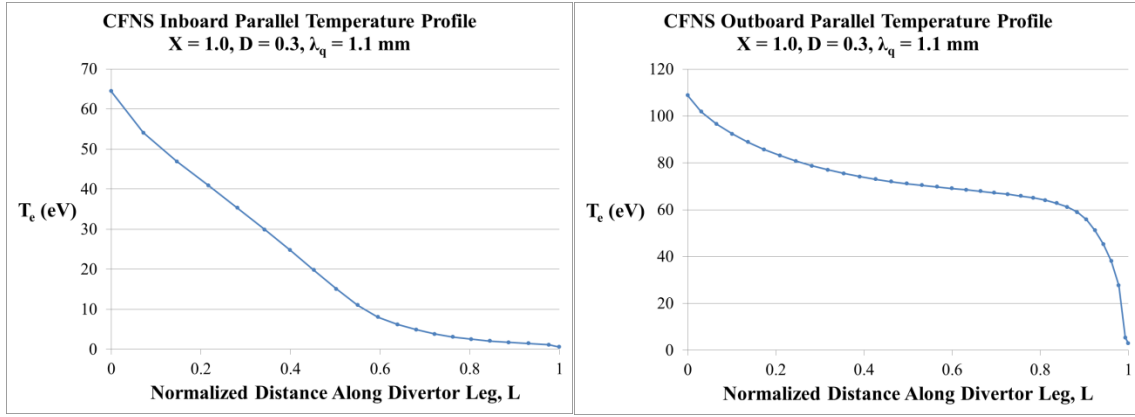 CFNS Inboard Parallel Temperature Profile
X = 1.0, D = 0.3, λq = 1.1 mm
70
60
50
40
30
20
10
0
Te (eV)
0 0.2 0.4 0.6 0.8 1
Normalized Distance Along Divertor Leg, L
CFNS Outboard Parallel Temperature Profile
X = 1.0, D = 0.3, λq = 1.1 mm
120
100
80
60
40
20
0
Te (eV)
0 0.2 0.4 0.6 0.8 1
Normalized Distance Along Divertor Leg, L